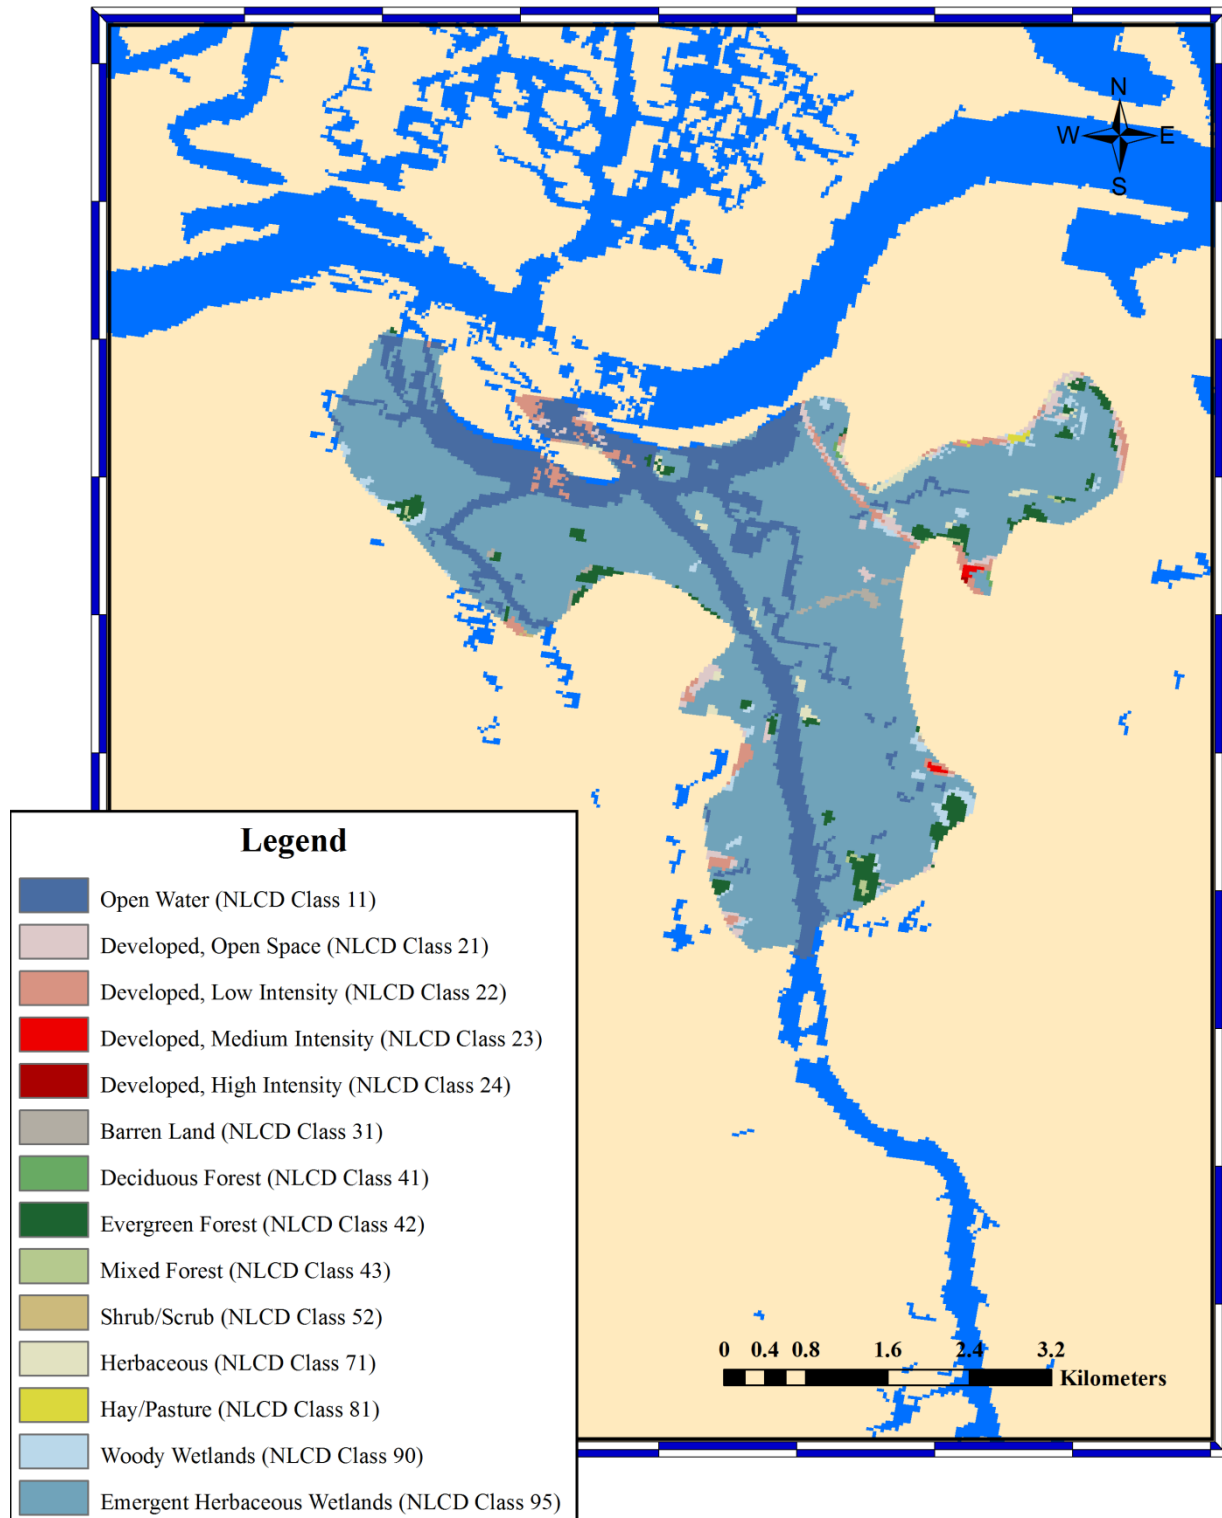 N
W E
S
Legend
Open Water (NLCD Class 11)
Developed, Open Space (NLCD Class 21)
Developed, Low Intensity (NLCD Class 22)
Developed, Medium Intensity (NLCD Class 23)
Developed, High Intensity (NLCD Class 24)
Barren Land (NLCD Class 31)
Deciduous Forest (NLCD Class 41)
Evergreen Forest (NLCD Class 42)
Mixed Forest (NLCD Class 43)
Shrub/Scrub (NLCD Class 52)
Herbaceous (NLCD Class 71)
Hay/Pasture (NLCD Class 81)
Woody Wetlands (NLCD Class 90)
Emergent Herbaceous Wetlands (NLCD Class 95)
0 0.4 0.8 1.6 2.4 3.2
Kilometers